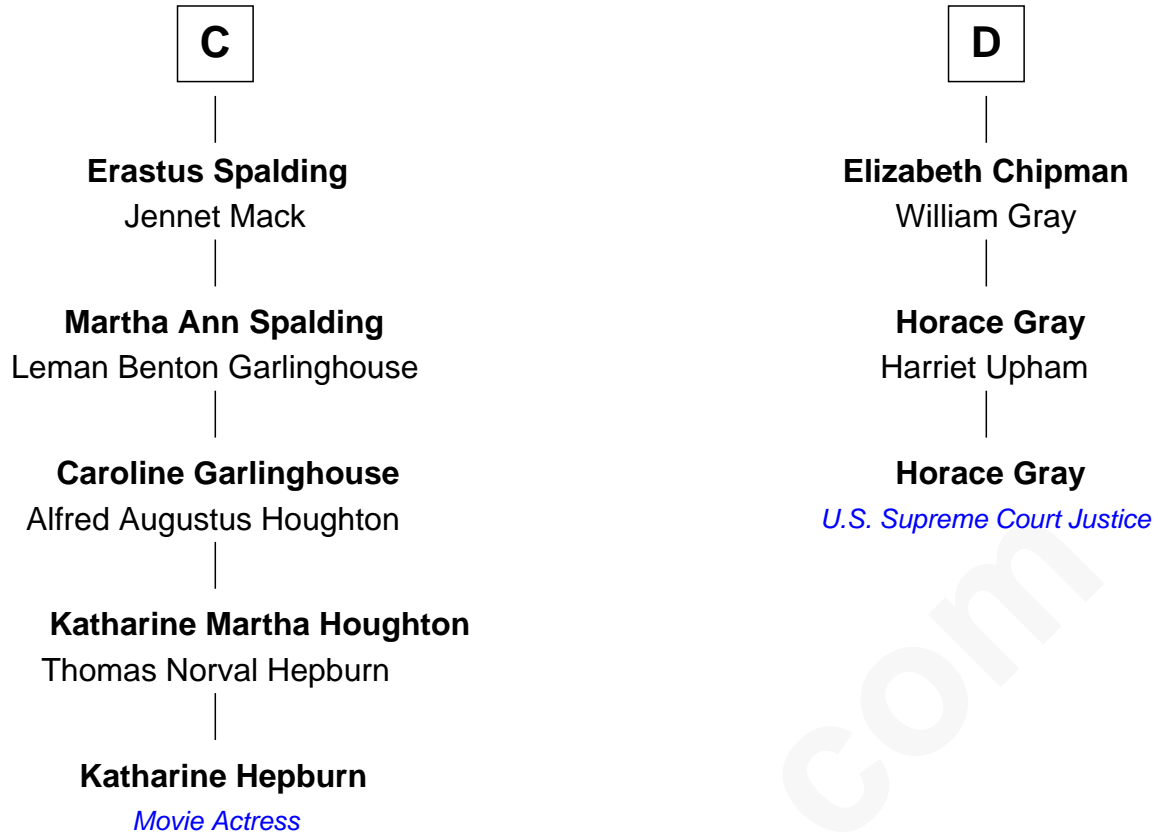 C
Erastus Spalding
Jennet Mack
Martha Ann Spalding
Leman Benton Garlinghouse
Caroline Garlinghouse
Alfred Augustus Houghton
Katharine Martha Houghton
Thomas Norval Hepburn
Katharine Hepburn
Movie Actress
D
Elizabeth Chipman
William Gray
Horace Gray
Harriet Upham
Horace Gray
U.S. Supreme Court Justice
com